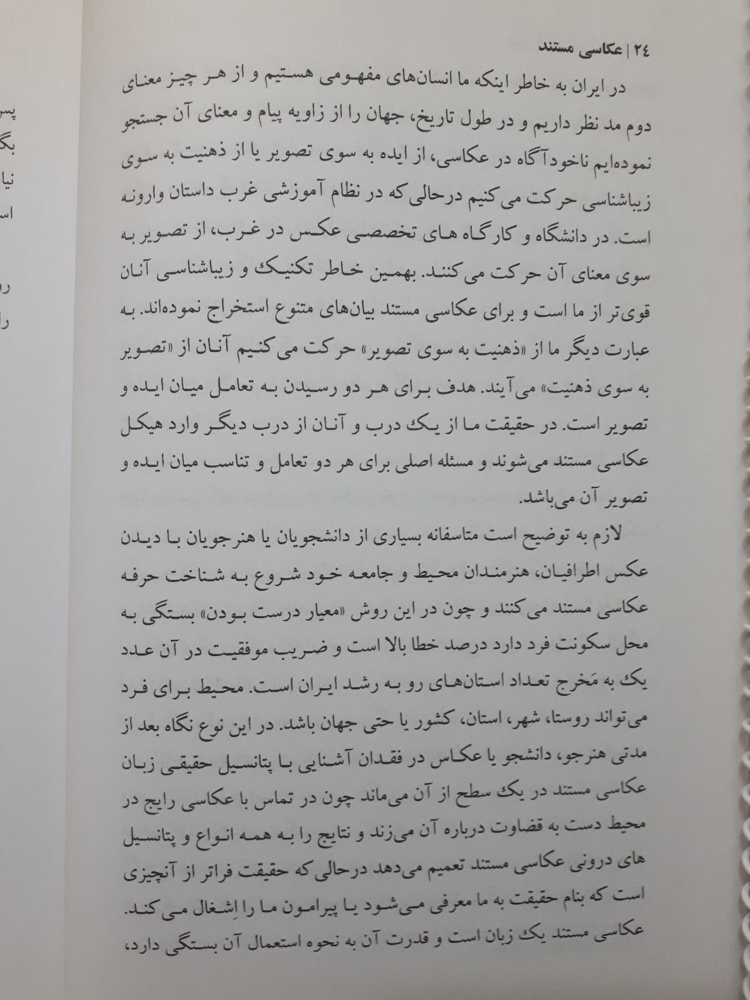 ۲٤ | عکاسی مستند
در ایران به خاطر اینکه ما انسان‌های مفهومی هستیم و از هر چیز معنای
دوم مد نظر داریم و در طول تاریخ، جهان را از زاویه پیام و معنای آن جستجو
نموده‌ایم ناخودآگاه در عکاسی، از ایده به سوی تصویر یا از ذهنیت به سوی
زیباشناسی حرکت می‌کنیم درحالی‌که در نظام آموزشی غرب داستان وارونه
است. در دانشگاه و کارگاه های تخصصی عکس در غرب، از تصویر به
سوی معنای آن حرکت می‌کنند. بهمین خاطر تکنیک و زیباشناسی آنان
قوی‌تر از ما است و برای عکاسی مستند بیان‌های متنوع استخراج نموده‌اند. به
عبارت دیگر ما از «ذهنیت به سوی تصویر» حرکت می‌کنیم آنان از «تصویر
به سوی ذهنیت» می‌آیند. هدف برای هر دو رسیدن به تعامل میان ایده و
تصویر است. در حقیقت ما از یک درب و آنان از درب دیگر وارد هیکل
عکاسی مستند می‌شوند و مسئله اصلی برای هر دو تعامل و تناسب میان ایده و
تصویر آن می‌باشد.
لازم به توضیح است متاسفانه بسیاری از دانشجویان یا هنرجویان با دیدن
عکس اطرافیان، هنرمندان محیط و جامعه خود شروع به شناخت حرفه
عکاسی مستند می‌کنند و چون در این روش «معیار درست بودن» بستگی به
محل سکونت فرد دارد درصد خطا بالا است و ضریب موفقیت در آن عدد
یک به مَخرج تعداد استان‌های رو به رشد ایران است. محیط برای فرد
می‌تواند روستا، شهر، استان، کشور یا حتی جهان باشد. در این نوع نگاه بعد از
مدتی هنرجو، دانشجو یا عکاس در فقدان آشنایی با پتانسیل حقیقی زبان
عکاسی مستند در یک سطح از آن می‌ماند چون در تماس با عکاسی رایج در
محیط دست به قضاوت درباره آن می‌زند و نتایج را به همه انواع و پتانسیل
های درونی عکاسی مستند تعمیم می‌دهد درحالی‌که حقیقت فراتر از آنچیزی
است که بنام حقیقت به ما معرفی می‌شود یا پیرامون ما را اِشغال می‌کند.
عکاسی مستند یک زبان است و قدرت آن به نحوه استعمال آن بستگی دارد،